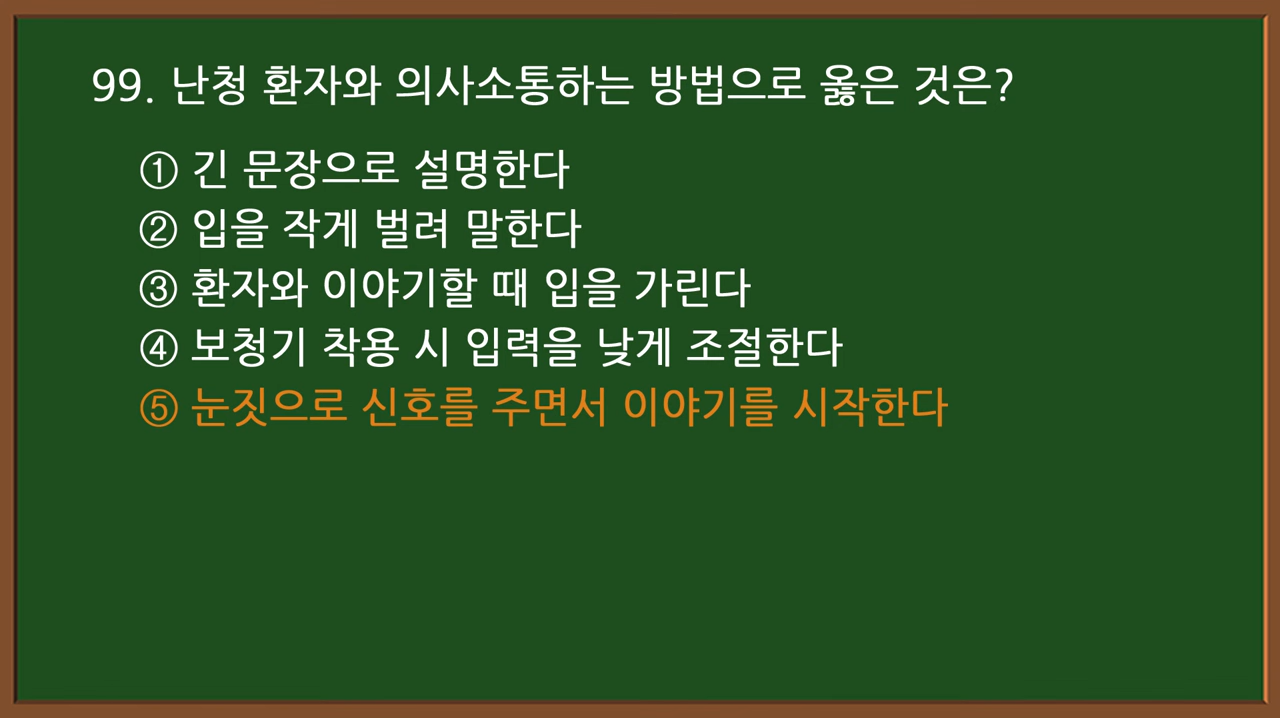 99. 난청 환자와 의사소통하는 방법으로 옳은 것은?
① 긴 문장으로 설명한다
② 입을 작게 벌려 말한다
③ 환자와 이야기할 때 입을 가린다
④ 보청기 착용 시 입력을 낮게 조절한다
⑤ 눈짓으로 신호를 주면서 이야기를 시작한다